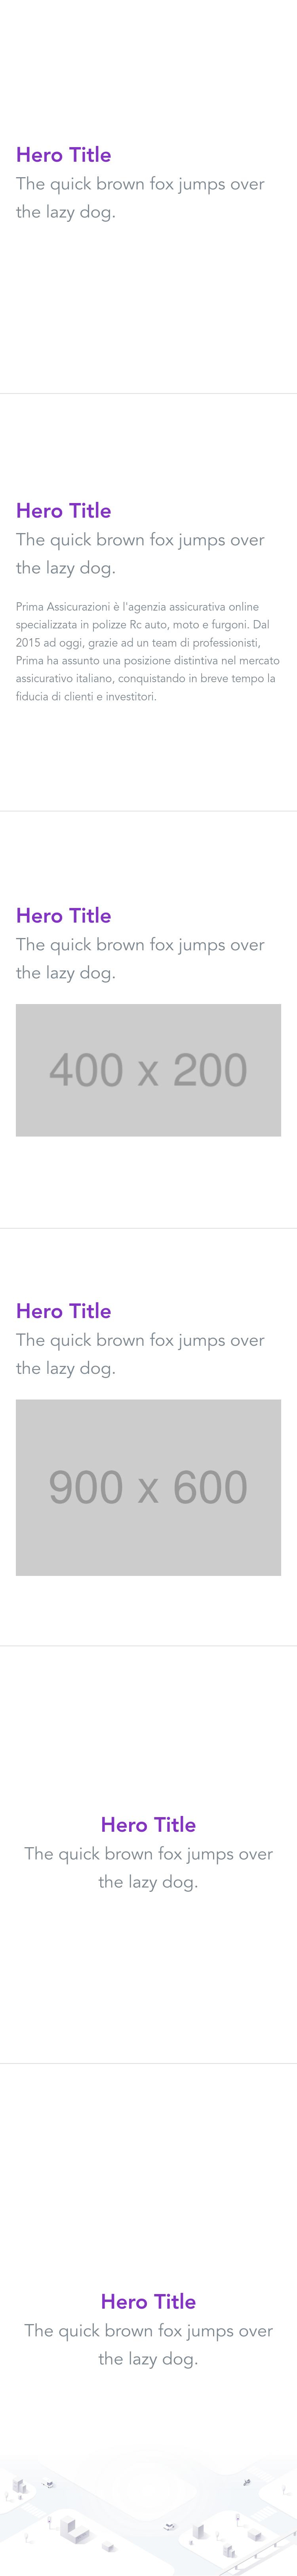 Hero Title
The quick brown fox jumps over
the lazy dog.
Hero Title
The quick brown fox jumps over
the lazy dog.
Prima Assicurazioni è l'agenzia assicurativa online
specializzata in polizze Rc auto, moto e furgoni. Dal
2015 ad oggi, grazie ad un team di professionisti,
Prima ha assunto una posizione distintiva nel mercato
assicurativo italiano, conquistando in breve tempo la
fiducia di clienti e investitori.
Hero Title
The quick brown fox jumps over
the lazy dog.
400 x 200
Hero Title
The quick brown fox jumps over
the lazy dog.
900 x 600
Hero Title
The quick brown fox jumps over
the lazy dog.
Hero Title
The quick brown fox jumps over
the lazy dog.